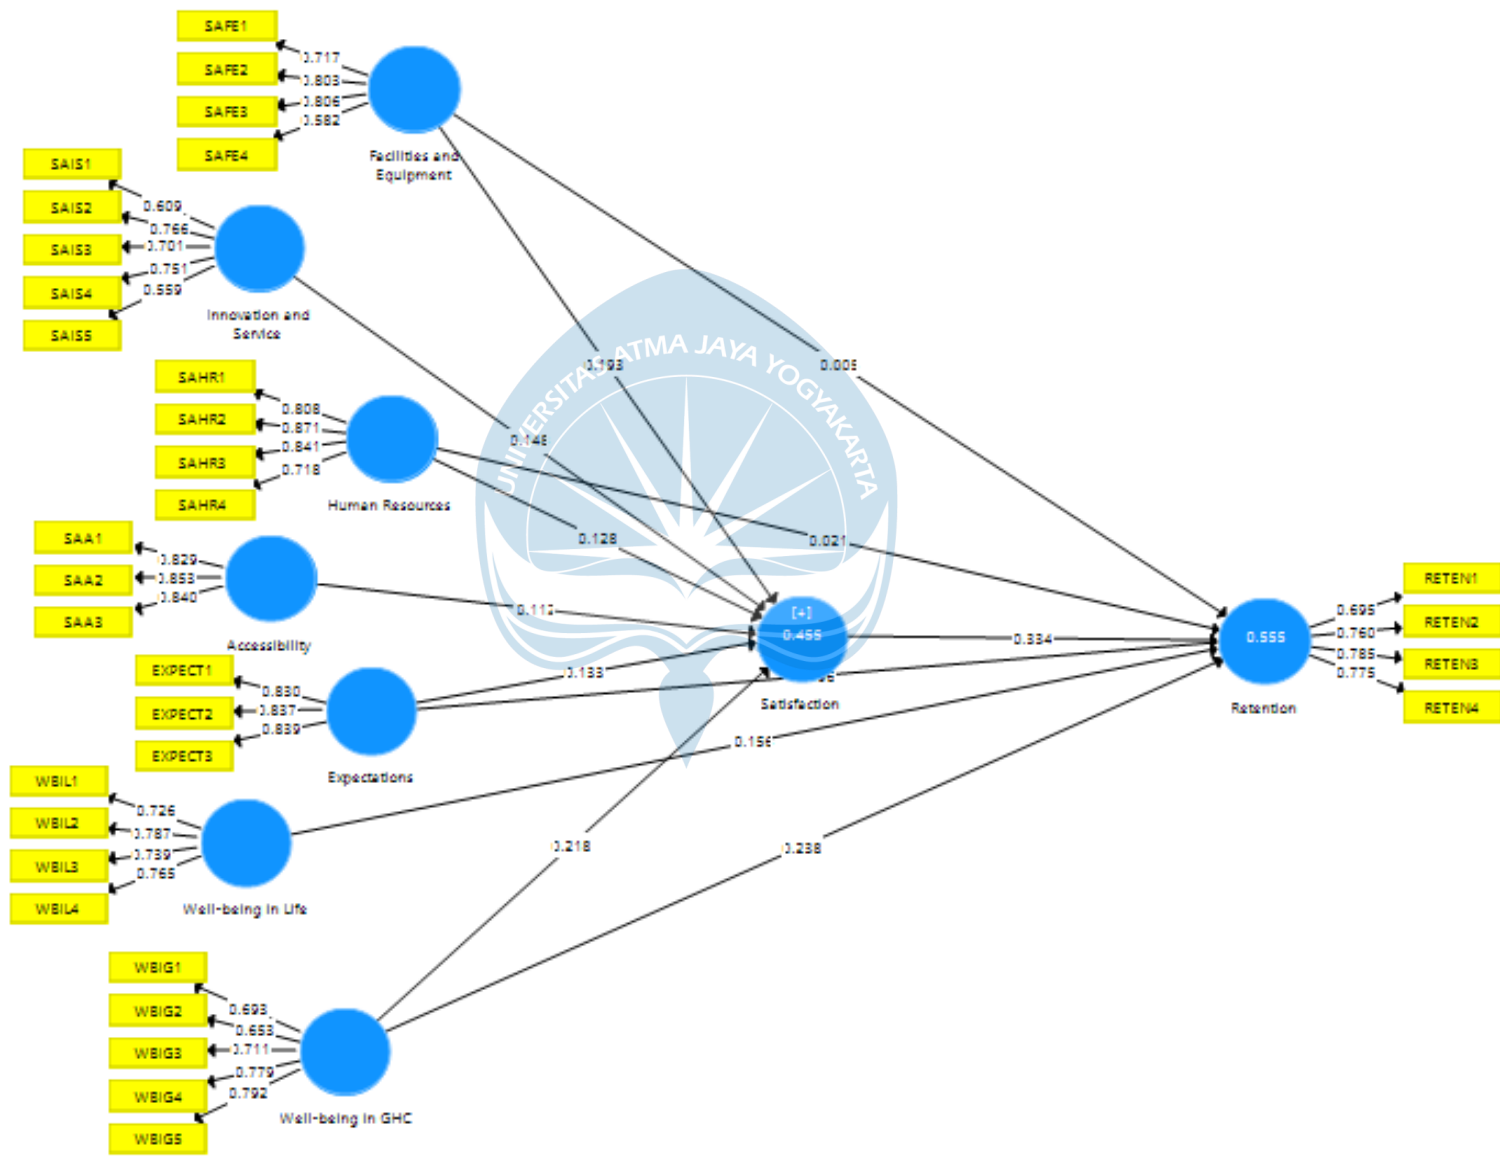 SAFE1
0.717
SAFE2
0.803
SAFE3
0.806
0.582
SAFE4
Facilities and
Equipment
SAIS1
0.609
SAIS2
0.766
SAIS3
0.701
SAIS4
0.751
0.559
SAIS5
Innovation and
Service
SAHR1
0.808
SAHR2
0.871
SAHR3
0.841
0.718
SAHR4
Human Resources
SAA1
0.829
SAA2
0.853
SAA3
0.840
Accessibility
EXPECT1
0.830
EXPECT2
0.837
EXPECT3
0.839
Expectations
WBIL1
0.726
WBIL2
0.787
WBIL3
0.739
0.765
WBIL4
Well-being in Life
WBIG1
0.693
WBIG2
0.653
WBIG3
0.711
WBIG4
0.779
0.792
WBIG5
Well-being in GHC
UNIVERSITAS ATMA JAYA YOGYAKARTA
0.193
0.005
0.128
0.021
0.133
0.334
0.218
0.238
[+]
0.455
Satisfaction
0.555
Retention
RETEN1
0.695
RETEN2
0.760
RETEN3
0.785
0.775
RETEN4